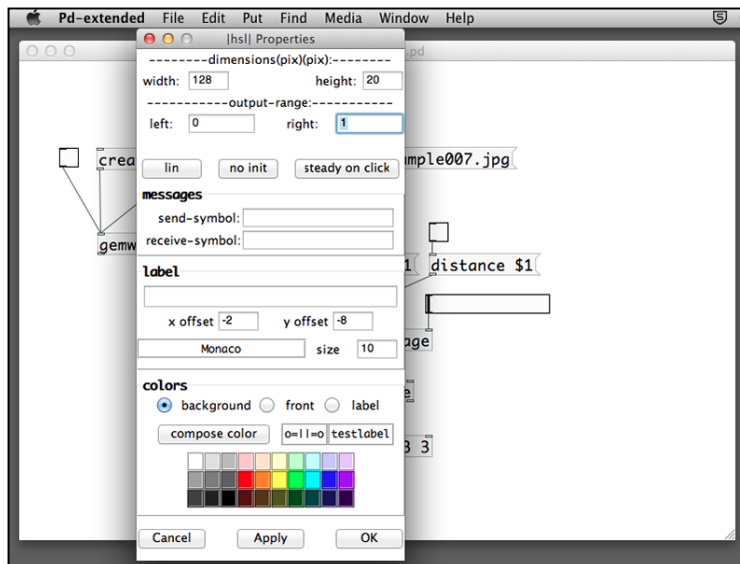 Pd-extended File Edit Put Find Media Window Help
|hsl| Properties
.pd
--------dimensions(pix)(pix):--------
width: 128 height: 20
-----------output-range:-----------
left: 0 right: 1
lin no init steady on click
messages
send-symbol:
receive-symbol:
label
x offset -2 y offset -8
Monaco size 10
colors
background front label
compose color o=||=o testlabel
Cancel Apply OK
crea
mple007.jpg
gemw
1 distance $1
age
e
3 3